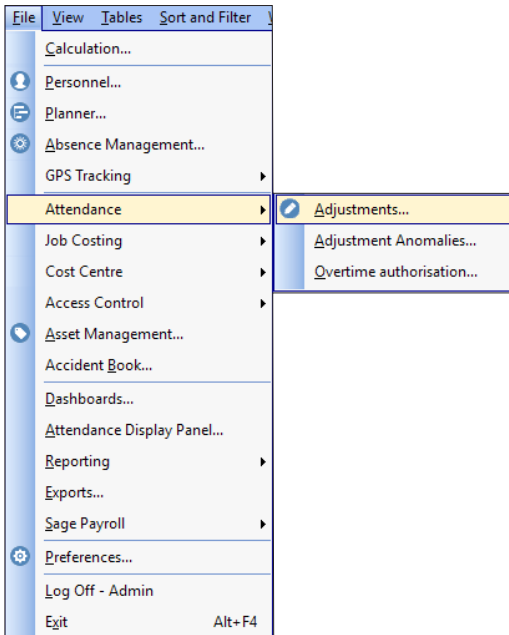 File View Tables Sort and Filter
Calculation...
Personnel...
Planner...
Absence Management...
GPS Tracking
Attendance
Adjustments...
Adjustment Anomalies...
Overtime authorisation...
Job Costing
Cost Centre
Access Control
Asset Management...
Accident Book...
Dashboards...
Attendance Display Panel...
Reporting
Exports...
Sage Payroll
Preferences...
Log Off - Admin
Exit Alt+F4